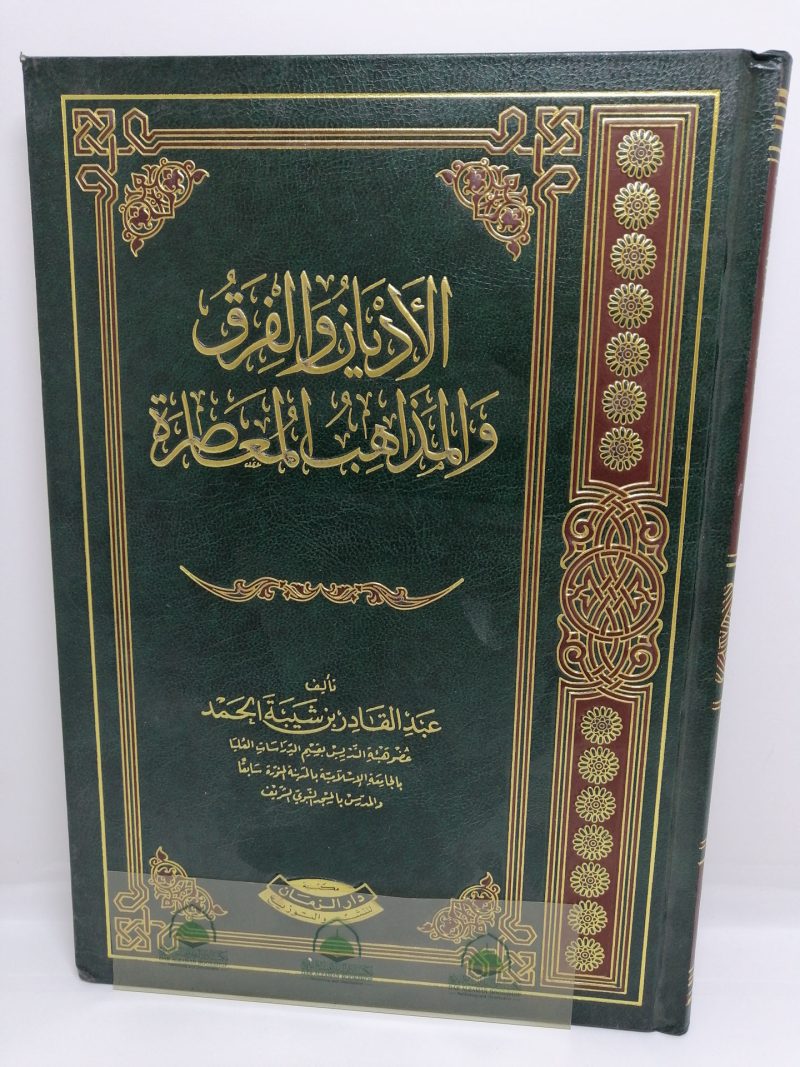 الأديان والفرق
والمذاهب المعاصرة
تأليف
عبد القادر بن شيبة الحمد
عضو هيئة التدريس بقسم الدراسات العليا
بالجامعة الإسلامية بالمدينة المنورة سابقًا
والمدرس بالمسجد النبوي الشريف
مكتبة
دار الزمان
للنشر والتوزيع